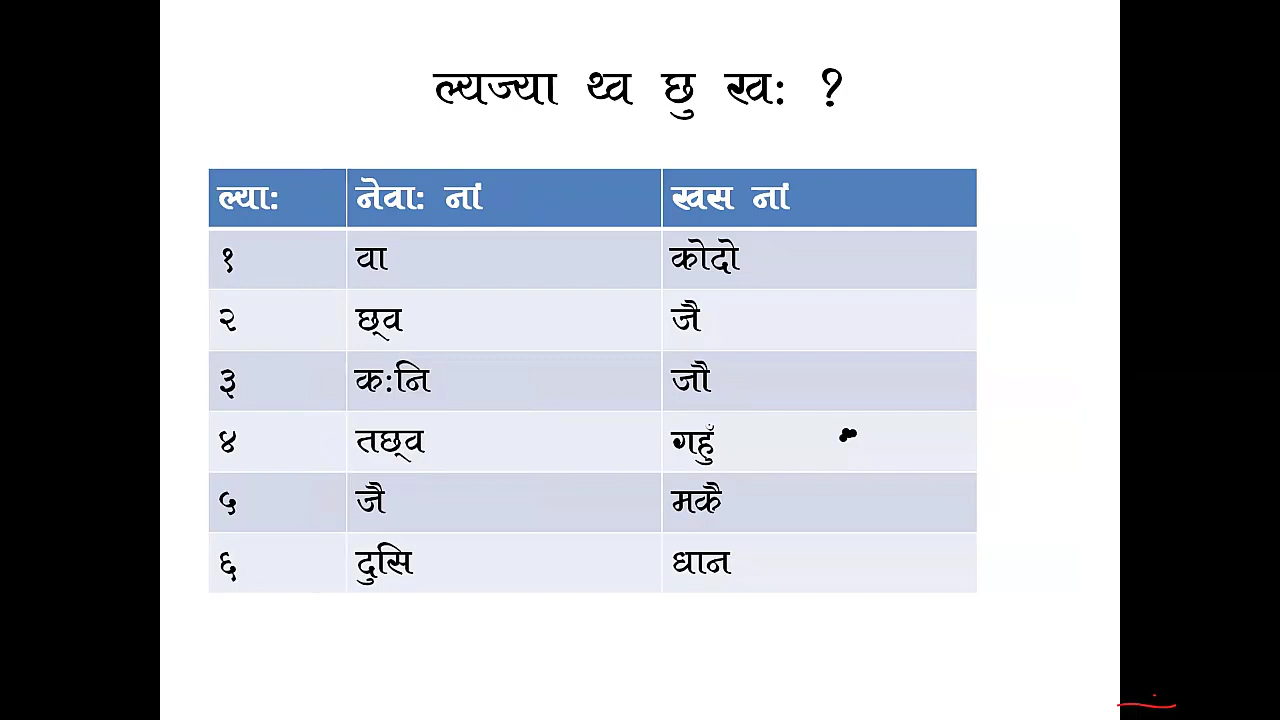 ल्यज्या थ्व छु खः ?
ल्याः नेवाः नां खस नां
१ वा कोदो
२ छ्‌व जै
३ कःनि जौ
४ तछ्‌व गहुँ
५ जै मकै
६ दुसि धान